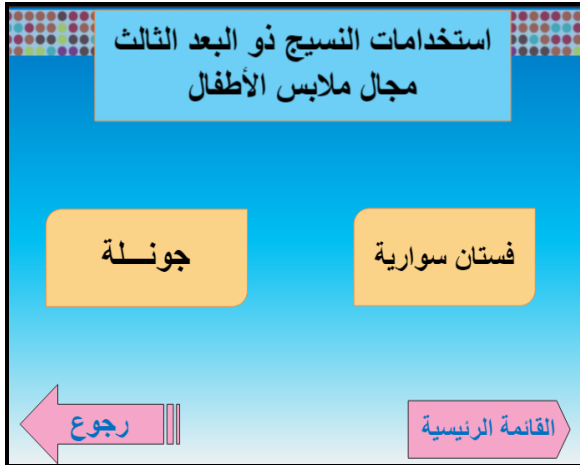 استخدامات النسيج ذو البعد الثالث
مجال ملابس الأطفال
فستان سوارية
جونـــلة
القائمة الرئيسية
رجوع